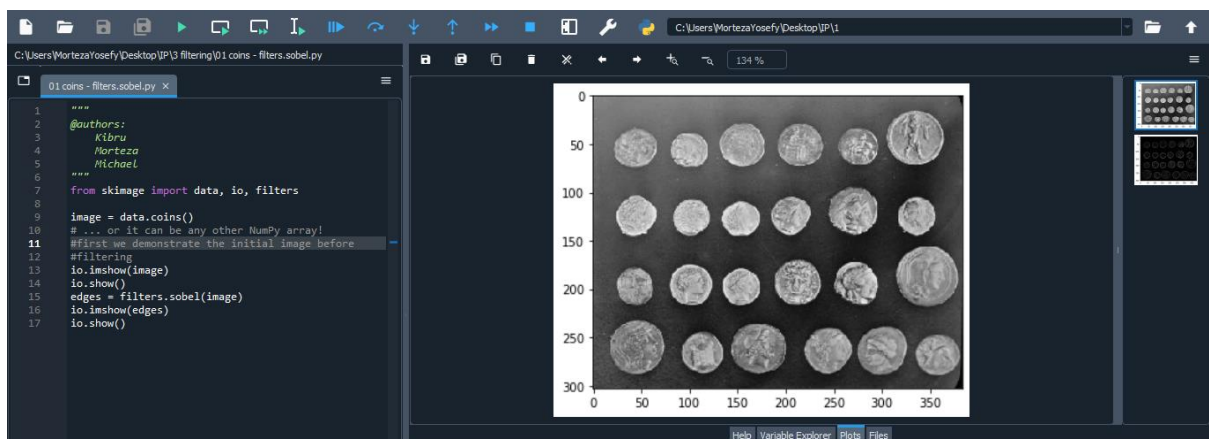 C:\Users\MortezaYosefy\Desktop\IP\1
C:\Users\MortezaYosefy\Desktop\IP\3 filtering\01 coins - filters.sobel.py
01 coins - filters.sobel.py
134 %
1 """
2 @authors:
3 Kibru
4 Morteza
5 Michael
6 """
7 from skimage import data, io, filters
8
9 image = data.coins()
10 # ... or it can be any other NumPy array!
11 #first we demonstrate the initial image before
12 #filtering
13 io.imshow(image)
14 io.show()
15 edges = filters.sobel(image)
16 io.imshow(edges)
17 io.show()
0
50
100
150
200
250
300
0 50 100 150 200 250 300 350
Help Variable Explorer Plots Files